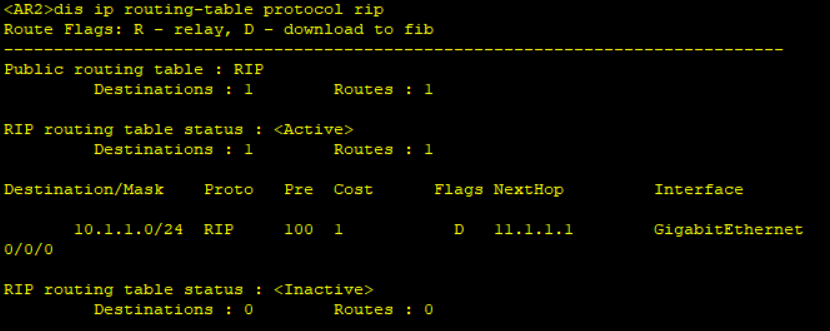 <AR2>dis ip routing-table protocol rip
Route Flags: R - relay, D - download to fib
------------------------------------------------------------------------------
Public routing table : RIP
         Destinations : 1        Routes : 1

RIP routing table status : <Active>
         Destinations : 1        Routes : 1

Destination/Mask    Proto   Pre  Cost         Flags NextHop         Interface

       10.1.1.0/24  RIP     100  1              D   11.1.1.1        GigabitEthernet
0/0/0

RIP routing table status : <Inactive>
         Destinations : 0        Routes : 0